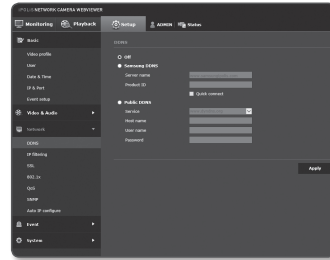 iPOLiS NETWORK CAMERA WEBVIEWER
Monitoring
Playback
Setup
ADMIN
Status
Basic
Video profile
User
Date & Time
IP & Port
Event setup
Video & Audio
Network
DDNS
IP filtering
SSL
802.1x
QoS
SNMP
Auto IP configure
Event
System
DDNS
Off
Samsung DDNS
Server name
Product ID
Quick connect
Public DDNS
Service
Host name
User name
Password
Apply